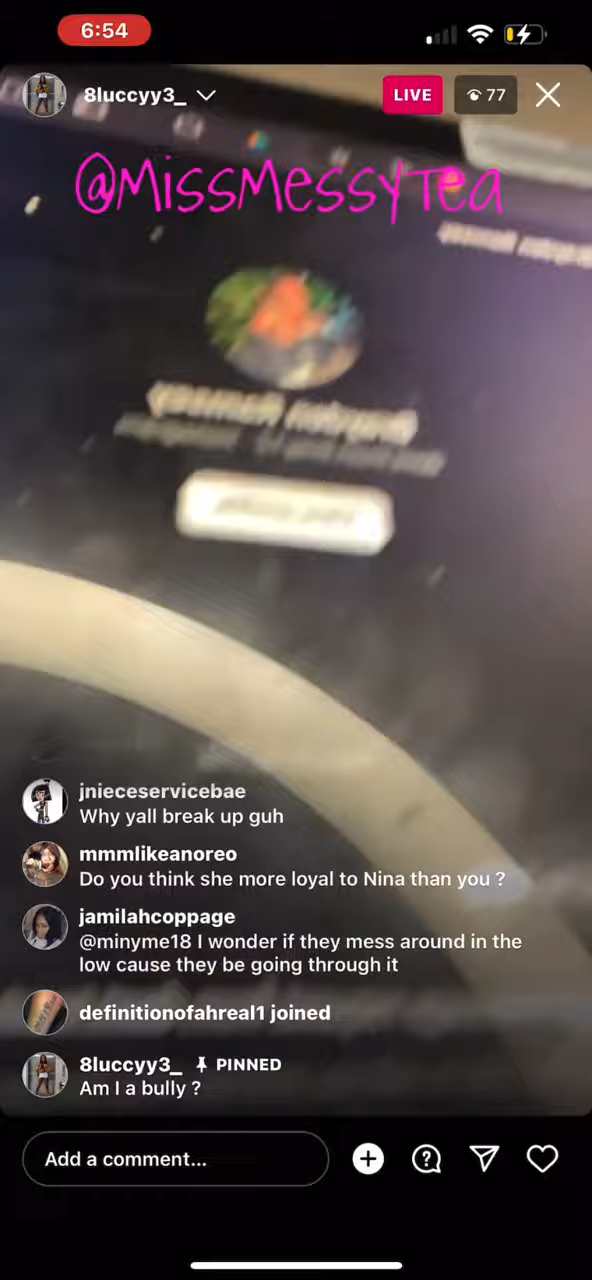 6:54
8luccyy3_
LIVE
77
@MissMessyTea
jnieceservicebae
Why yall break up guh
mmmlikeanoreo
Do you think she more loyal to Nina than you ?
jamilahcoppage
@minyme18 I wonder if they mess around in the
low cause they be going through it
definitionofahreal1 joined
8luccyy3_ PINNED
Am I a bully ?
Add a comment...